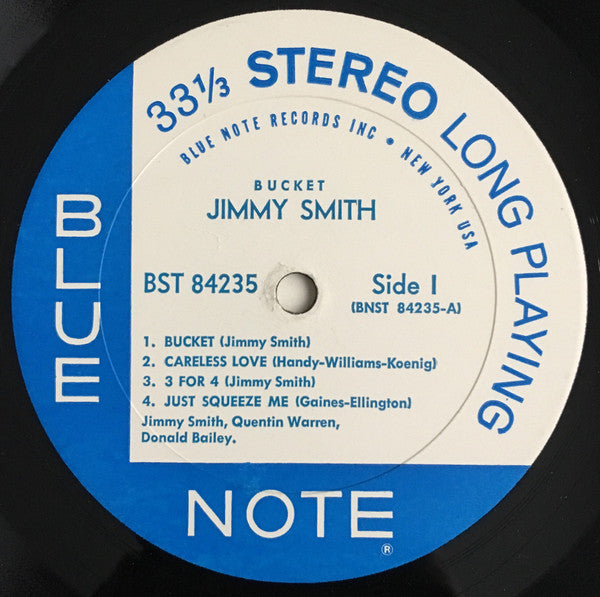 33⅓ STEREO LONG PLAYING
BLUE NOTE RECORDS INC • NEW YORK USA
BUCKET
JIMMY SMITH
BST 84235
Side 1
(BNST 84235-A)
1. BUCKET (Jimmy Smith)
2. CARELESS LOVE (Handy-Williams-Koenig)
3. 3 FOR 4 (Jimmy Smith)
4. JUST SQUEEZE ME (Gaines-Ellington)
Jimmy Smith, Quentin Warren,
Donald Bailey.
BLUE
NOTE
®